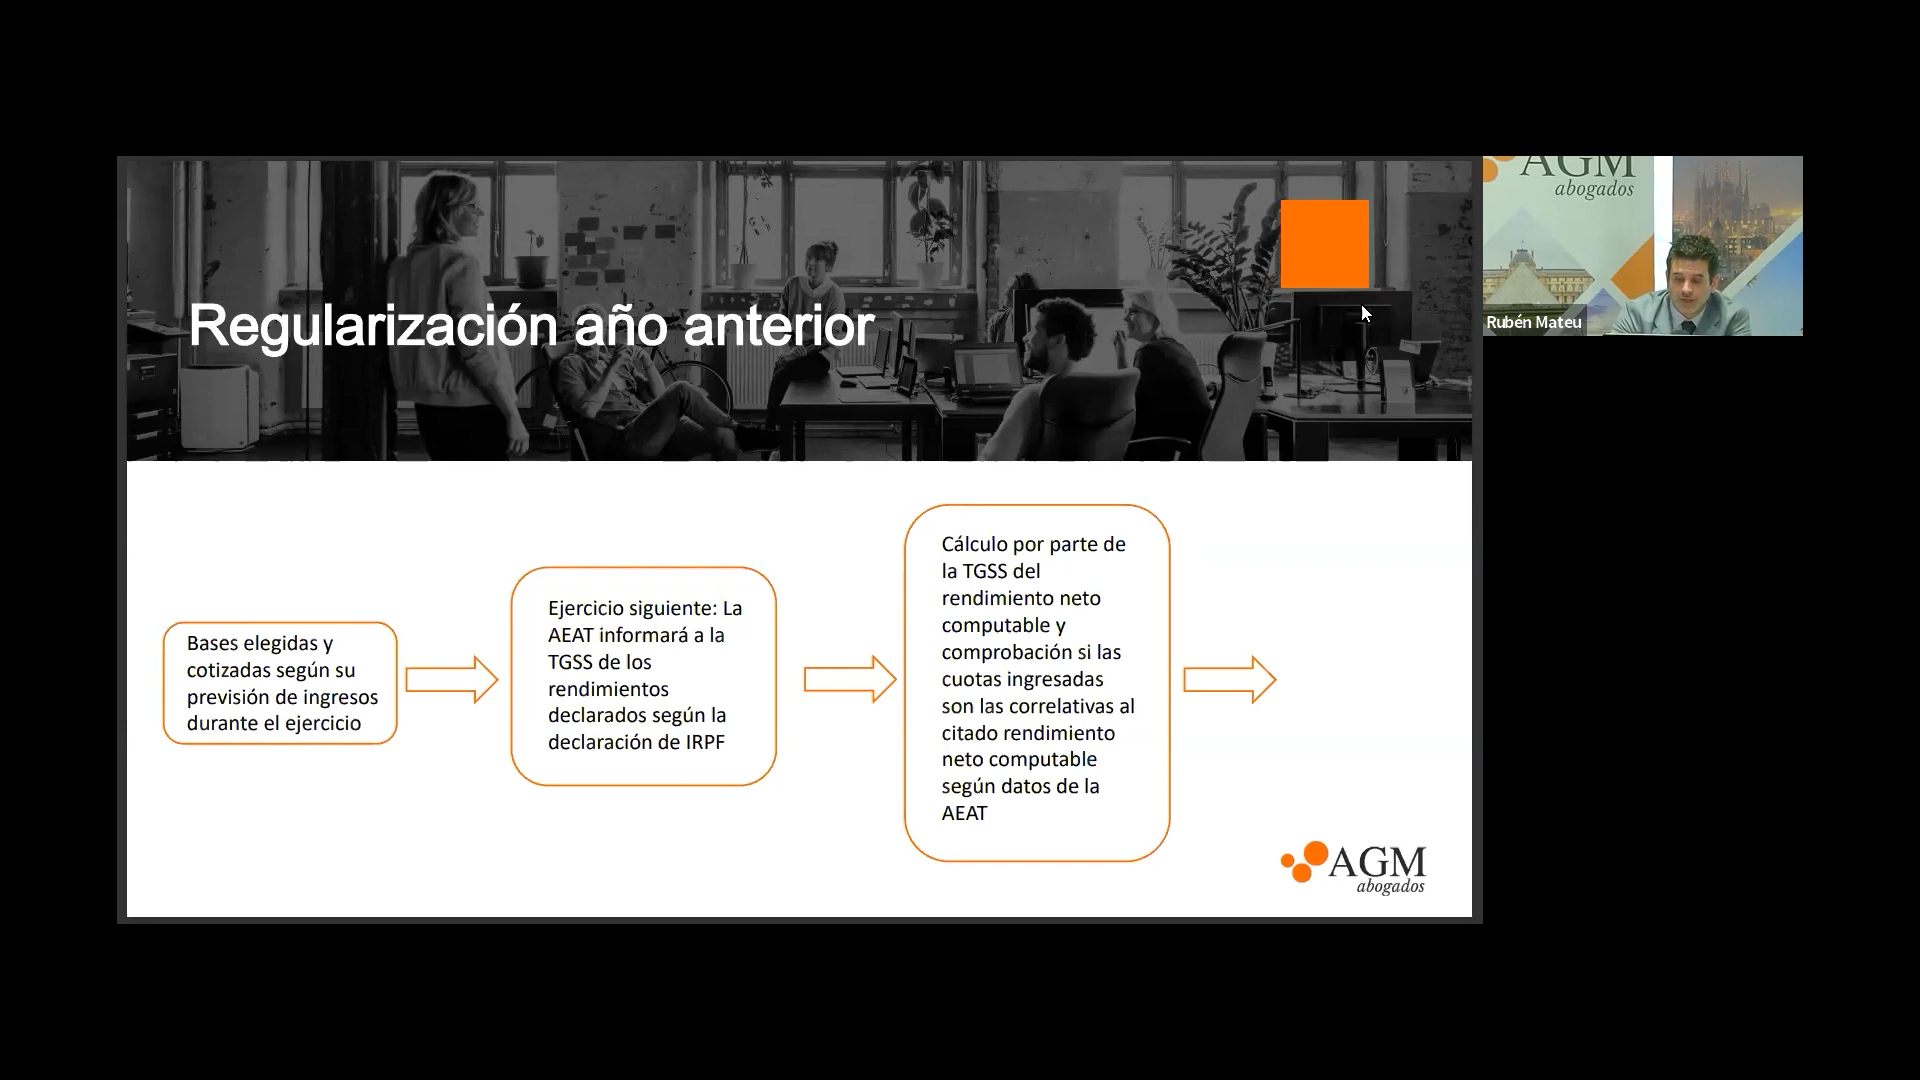 Regularización año anterior
Bases elegidas y
cotizadas según su
previsión de ingresos
durante el ejercicio
Ejercicio siguiente: La
AEAT informará a la
TGSS de los
rendimientos
declarados según la
declaración de IRPF
Cálculo por parte de
la TGSS del
rendimiento neto
computable y
comprobación si las
cuotas ingresadas
son las correlativas al
citado rendimiento
neto computable
según datos de la
AEAT
AGM
abogados
AGM
abogados
Rubén Mateu